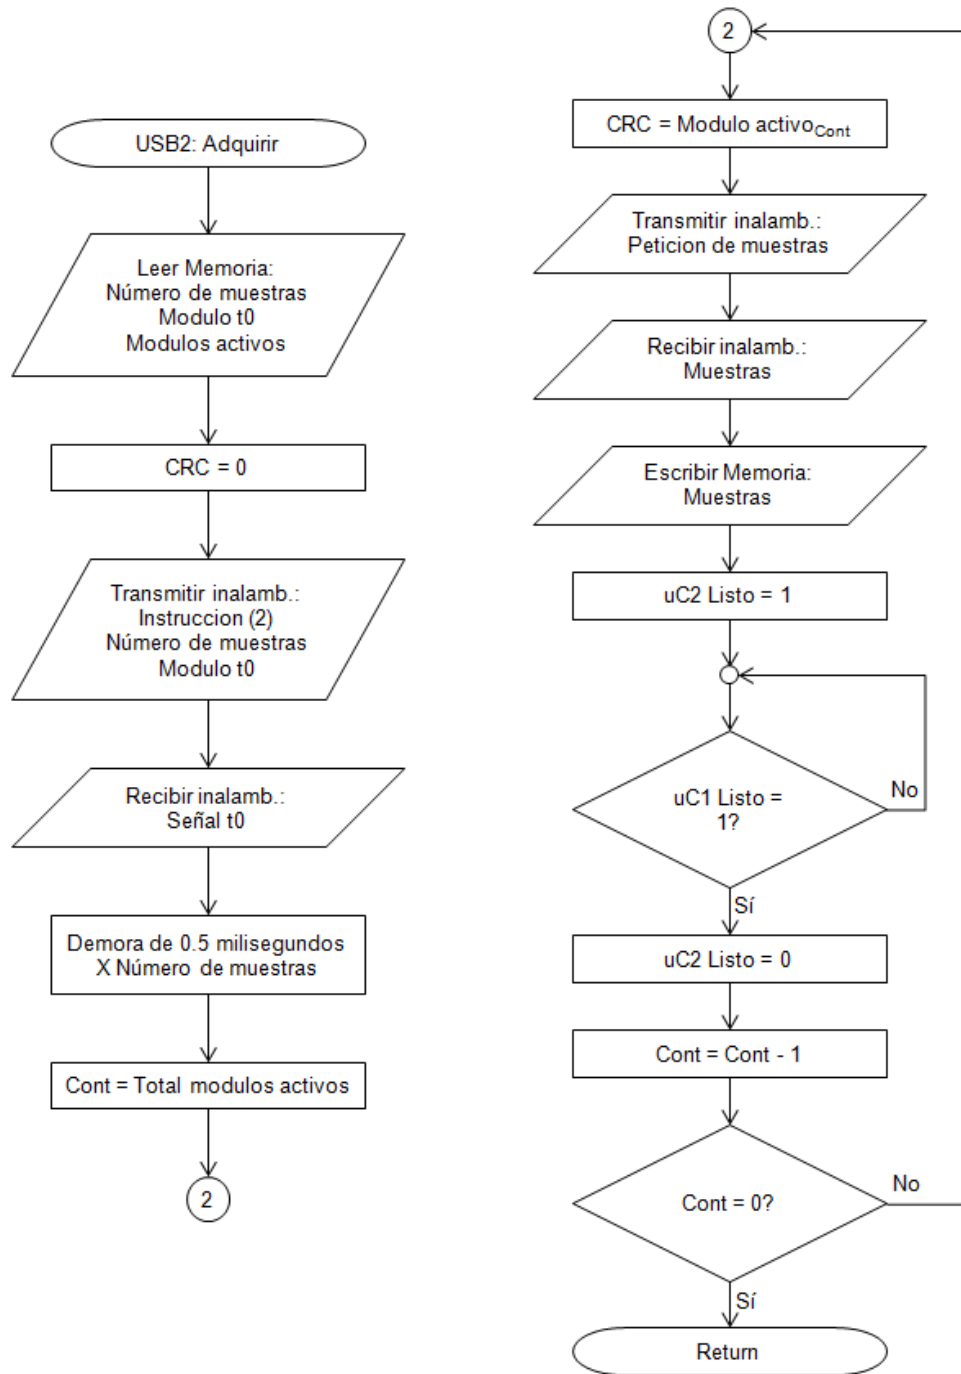 USB2: Adquirir
Leer Memoria:
Número de muestras
Modulo t0
Modulos activos
CRC = 0
Transmitir inalamb.:
Instruccion (2)
Número de muestras
Modulo t0
Recibir inalamb.:
Señal t0
Demora de 0.5 milisegundos
X Número de muestras
Cont = Total modulos activos
2
2
CRC = Modulo activoCont
Transmitir inalamb.:
Peticion de muestras
Recibir inalamb.:
Muestras
Escribir Memoria:
Muestras
uC2 Listo = 1
uC1 Listo =
1?
No
Sí
uC2 Listo = 0
Cont = Cont - 1
Cont = 0?
No
Sí
Return